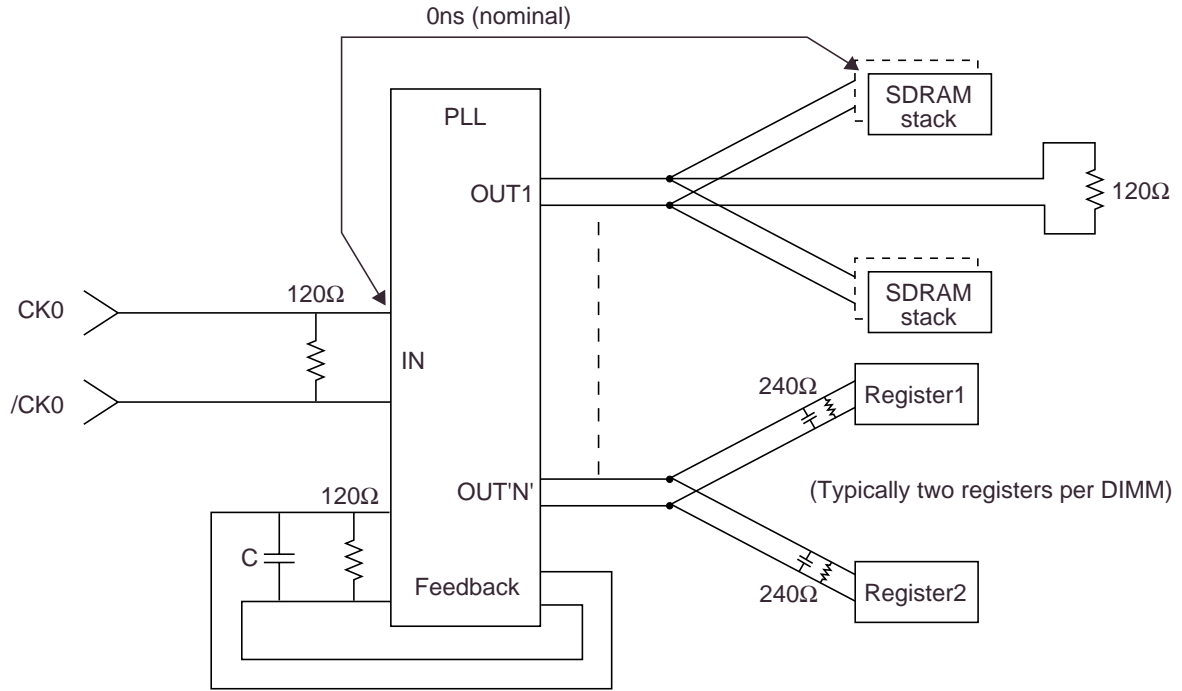 0ns (nominal)
PLL
SDRAM
stack
OUT1
120Ω
SDRAM
stack
CK0
120Ω
IN
/CK0
240Ω
Register1
OUT'N'
(Typically two registers per DIMM)
120Ω
C
Feedback
240Ω
Register2